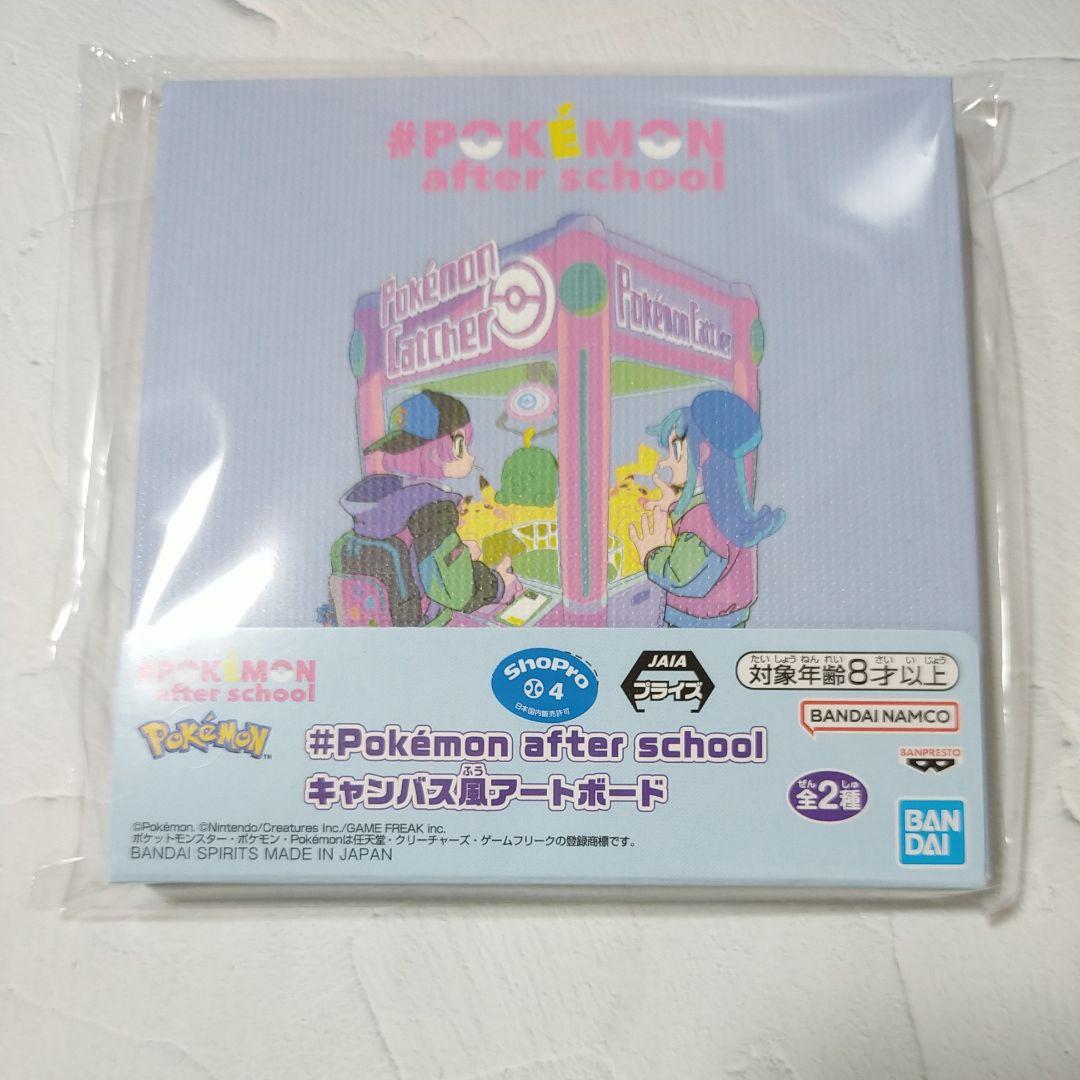 #POKÉMON
after school
Pokémon
Catcher
Pokémon Catcher
#POKÉMON
after school
ShoPro
4
日本国内販売許可
JAIA
プライズ
たいしょうねんれい さいいじょう
対象年齢8才以上
POKÉMON™
#Pokémon after school
ふう
キャンバス風アートボード
BANDAI NAMCO
BANPRESTO
ぜん しゅ
全2種
BAN
DAI
©Pokémon. ©Nintendo/Creatures Inc./GAME FREAK inc.
ポケットモンスター・ポケモン・Pokémonは任天堂・クリーチャーズ・ゲームフリークの登録商標です。
BANDAI SPIRITS MADE IN JAPAN